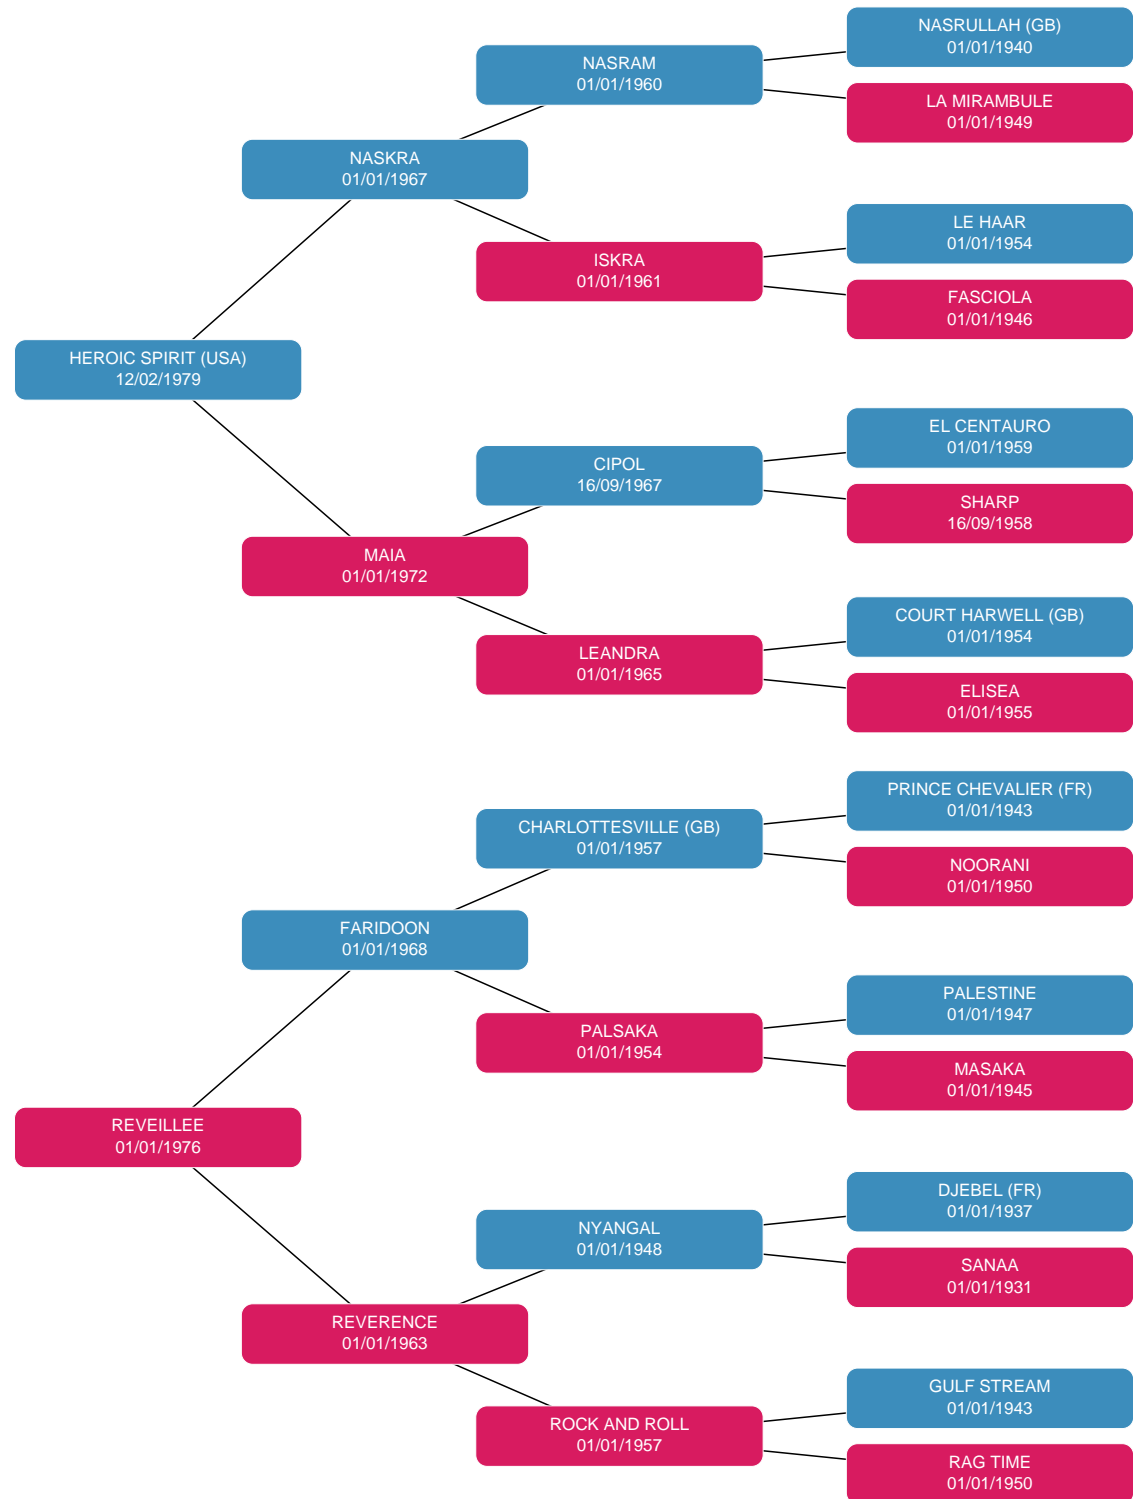 NASRULLAH (GB)
01/01/1940
NASRAM
01/01/1960
LA MIRAMBULE
01/01/1949
NASKRA
01/01/1967
LE HAAR
01/01/1954
ISKRA
01/01/1961
FASCIOLA
01/01/1946
HEROIC SPIRIT (USA)
12/02/1979
EL CENTAURO
01/01/1959
CIPOL
16/09/1967
SHARP
16/09/1958
MAIA
01/01/1972
COURT HARWELL (GB)
01/01/1954
LEANDRA
01/01/1965
ELISEA
01/01/1955
PRINCE CHEVALIER (FR)
01/01/1943
CHARLOTTESVILLE (GB)
01/01/1957
NOORANI
01/01/1950
FARIDOON
01/01/1968
PALESTINE
01/01/1947
PALSAKA
01/01/1954
MASAKA
01/01/1945
REVEILLEE
01/01/1976
DJEBEL (FR)
01/01/1937
NYANGAL
01/01/1948
SANAA
01/01/1931
REVERENCE
01/01/1963
GULF STREAM
01/01/1943
ROCK AND ROLL
01/01/1957
RAG TIME
01/01/1950